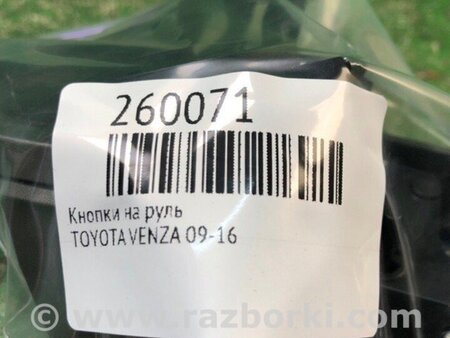 260071
Кнопки на руль
TOYOTA VENZA 09-16
© www.razborki.com ®